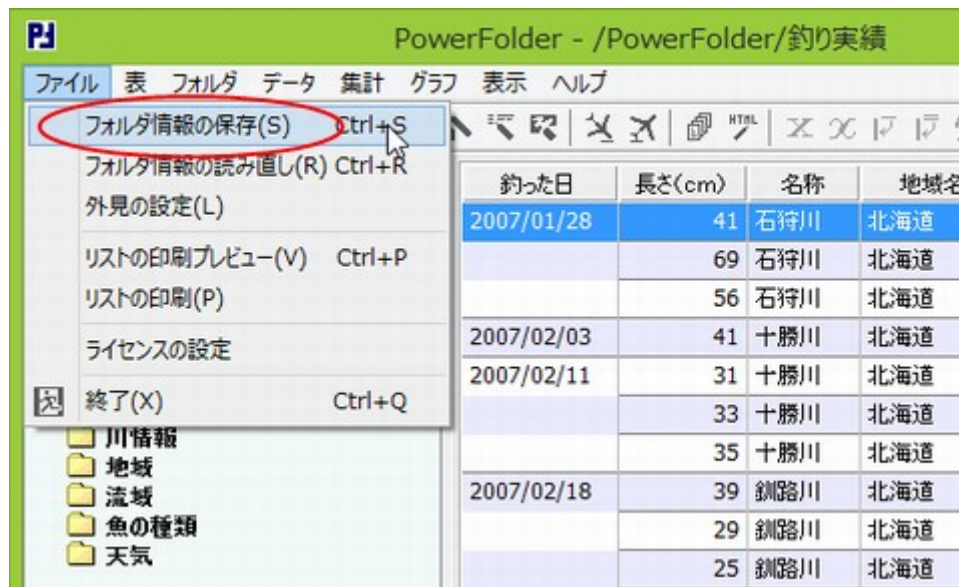 PowerFolder - /PowerFolder/釣り実績
ファイル 表 フォルダ データ 集計 グラフ 表示 ヘルプ
フォルダ情報の保存(S) Ctrl+S
フォルダ情報の読み直し(R) Ctrl+R
外見の設定(L)
リストの印刷プレビュー(V) Ctrl+P
リストの印刷(P)
ライセンスの設定
終了(X) Ctrl+Q
川情報
地域
流域
魚の種類
天気
HTML
釣った日 長さ(cm) 名称 地域名
2007/01/28 41 石狩川 北海道
69 石狩川 北海道
56 石狩川 北海道
2007/02/03 41 十勝川 北海道
2007/02/11 31 十勝川 北海道
33 十勝川 北海道
35 十勝川 北海道
2007/02/18 39 釧路川 北海道
29 釧路川 北海道
25 釧路川 北海道